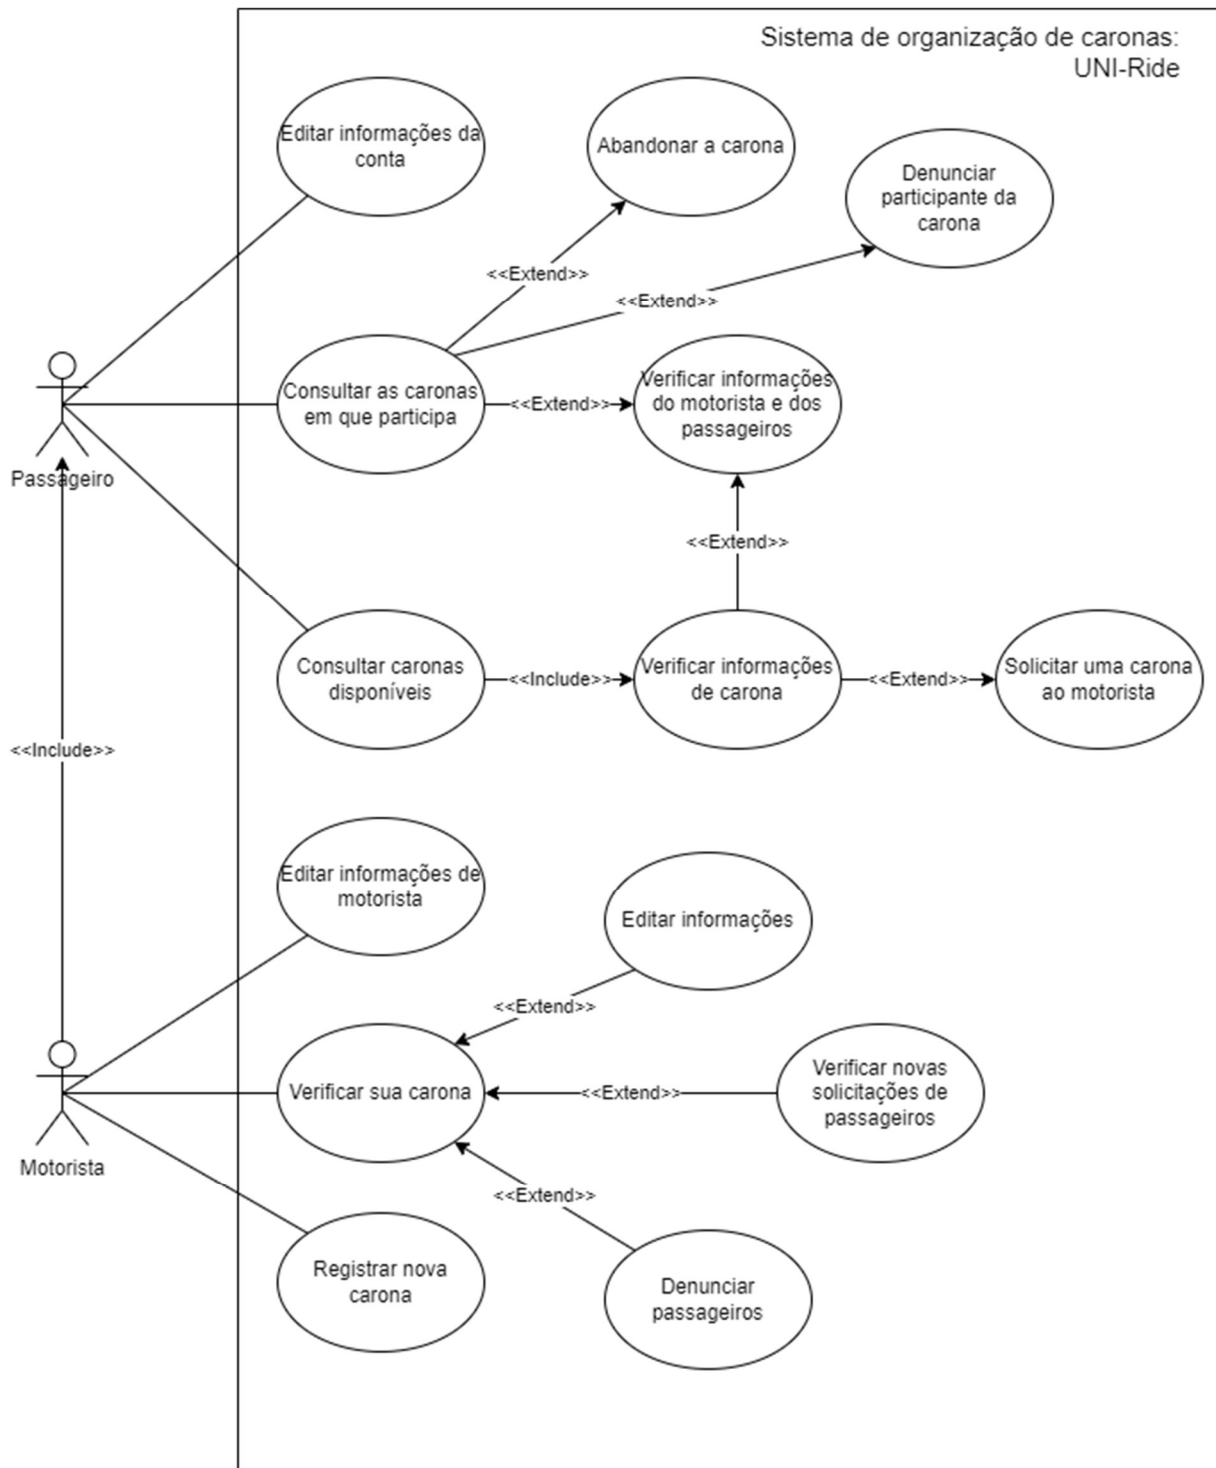 Sistema de organização de caronas:
UNI-Ride
Editar informações da
conta
Abandonar a carona
Denunciar
participante da
carona
<<Extend>>
<<Extend>>
Consultar as caronas
em que participa
<<Extend>>
Verificar informações
do motorista e dos
passageiros
Passageiro
<<Extend>>
Consultar caronas
disponíveis
<<Include>>
Verificar informações
de carona
<<Extend>>
Solicitar uma carona
ao motorista
<<Include>>
Editar informações de
motorista
Editar informações
<<Extend>>
Verificar sua carona
<<Extend>>
Verificar novas
solicitações de
passageiros
Motorista
<<Extend>>
Registrar nova
carona
Denunciar
passageiros